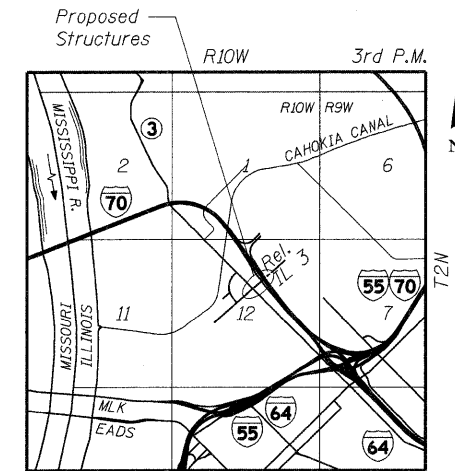 Proposed
Structures
R10W
3rd P.M.
R10W
R9W
N
MISSISSIPPI R.
3
2
1
CAHOKIA CANAL
6
70
Rel.
IL 3
55
70
T2N
MISSOURI
ILLINOIS
11
12
7
MLK
EADS
55
64
64